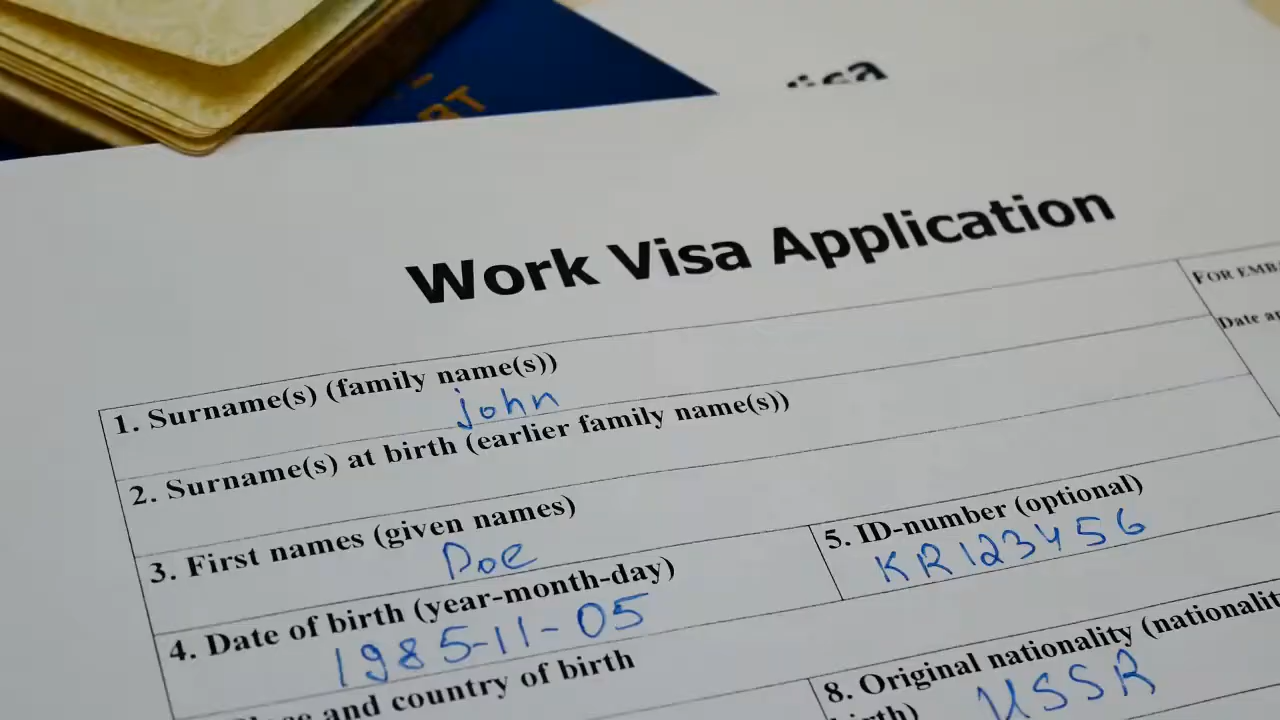 Work Visa Application
FOR
Date
1. Surname(s) (family name(s))
john
2. Surname(s) at birth (earlier family name(s))
3. First names (given names)
Doe
5. ID-number (optional)
KR123456
4. Date of birth (year-month-day)
1985-11-05
and country of birth
8. Original nationality
USSR